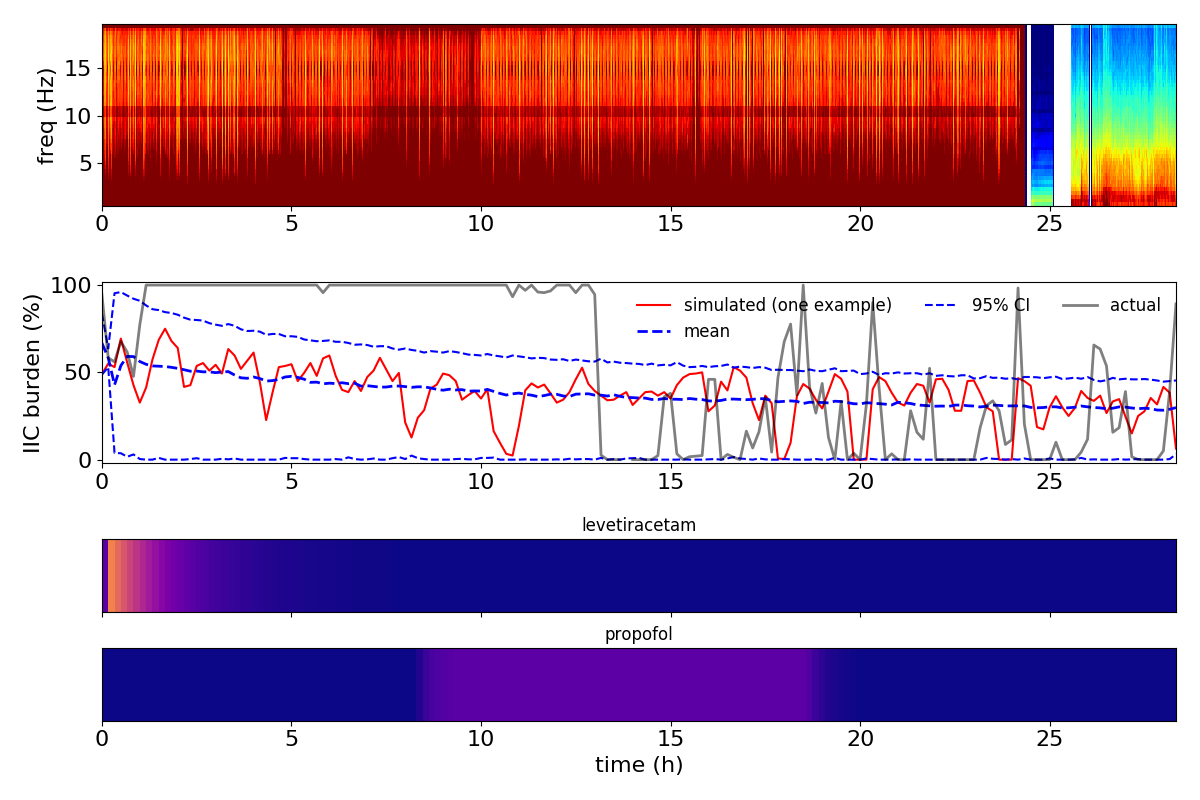 freq (Hz)
15
10
5
0 5 10 15 20 25
IIC burden (%)
100
50
0
simulated (one example) 95% CI actual
mean
0 5 10 15 20 25
levetiracetam
propofol
0 5 10 15 20 25
time (h)